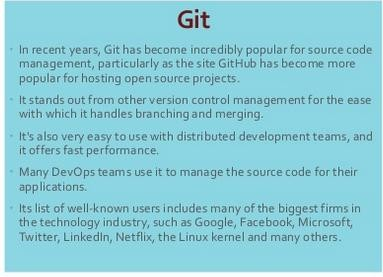 Git
• In recent years, Git has become incredibly popular for source code
management, particularly as the site GitHub has become more
popular for hosting open source projects.
• It stands out from other version control management for the ease
with which it handles branching and merging.
• It's also very easy to use with distributed development teams, and
it offers fast performance.
• Many DevOps teams use it to manage the source code for their
applications.
• Its list of well-known users includes many of the biggest firms in
the technology industry, such as Google, Facebook, Microsoft,
Twitter, LinkedIn, Netflix, the Linux kernel and many others.